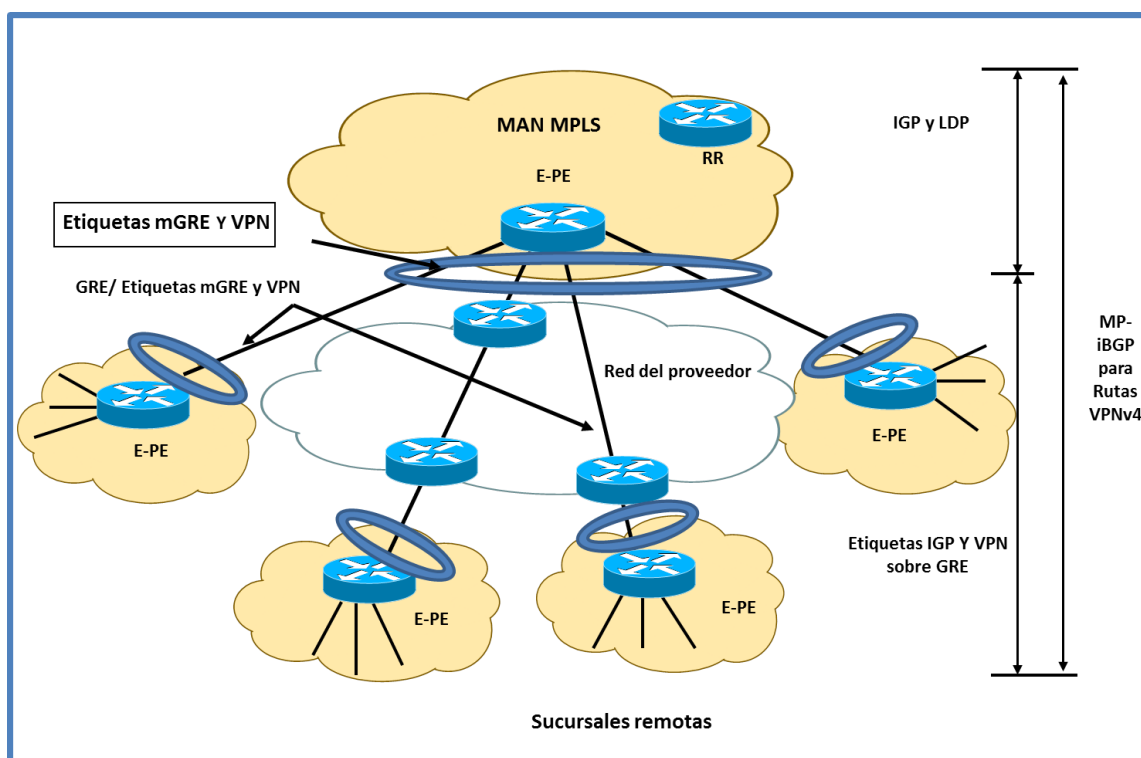 MAN MPLS
RR
E-PE
IGP y LDP
Etiquetas mGRE Y VPN
GRE/ Etiquetas mGRE y VPN
Red del proveedor
MP-
iBGP
para
Rutas
VPNv4
E-PE
E-PE
Etiquetas IGP Y VPN
sobre GRE
E-PE
E-PE
Sucursales remotas